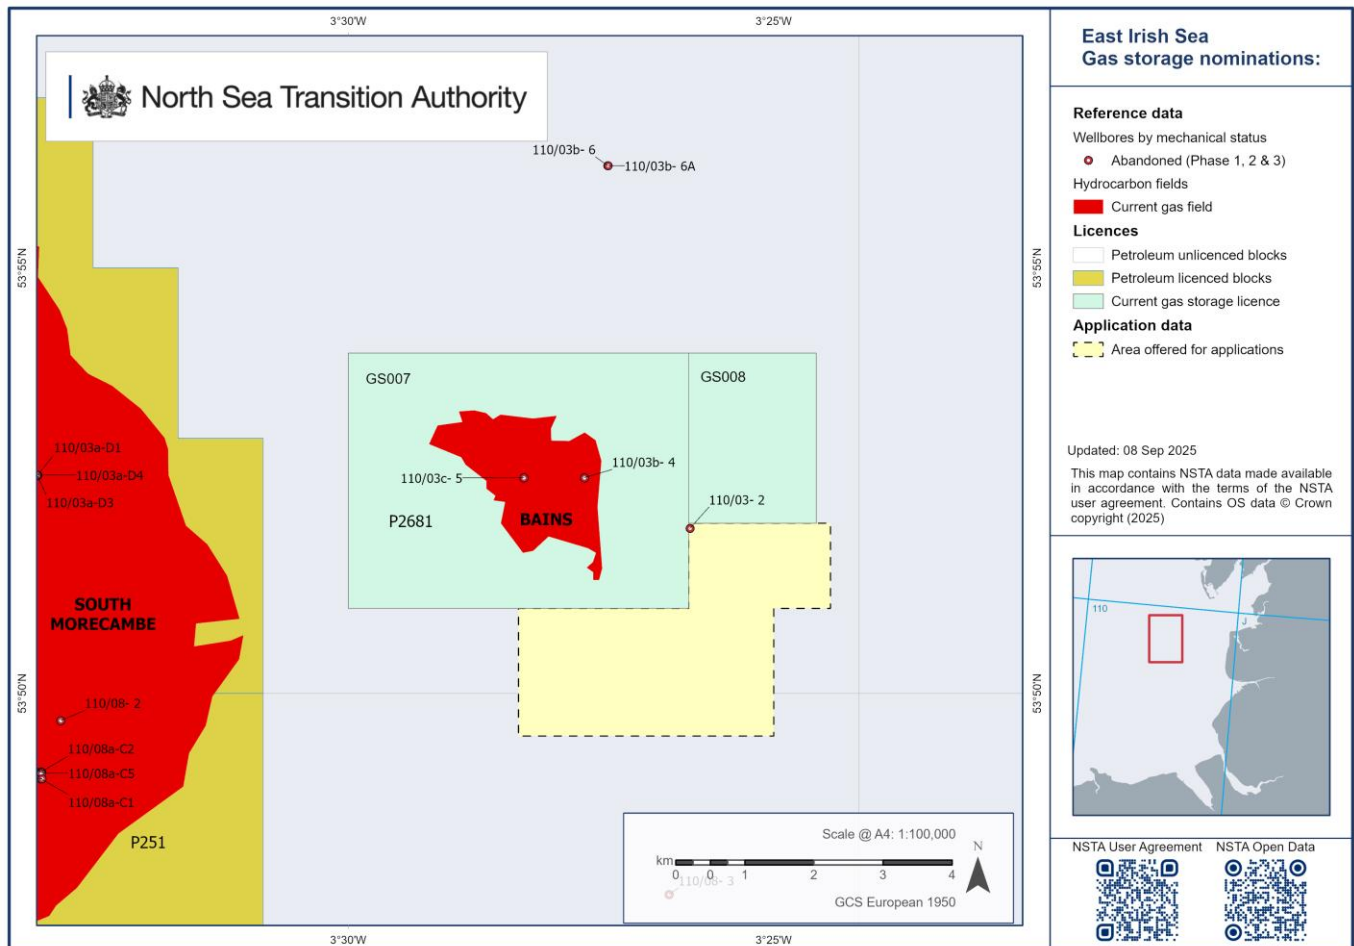 3°30'W
3°25'W
North Sea Transition Authority
110/03b- 6
110/03b- 6A
53°55'N
53°55'N
GS007
GS008
110/03a-D1
110/03a-D4
110/03a-D3
110/03c- 5
110/03b- 4
110/03- 2
P2681
BAINS
SOUTH
MORECAMBE
53°50'N
53°50'N
110/08- 2
110/08a-C2
110/08a-C5
110/08a-C1
P251
Scale @ A4: 1:100,000
km
0 0 1 2 3 4
N
110/08- 3
GCS European 1950
3°30'W
3°25'W
East Irish Sea
Gas storage nominations:
Reference data
Wellbores by mechanical status
Abandoned (Phase 1, 2 & 3)
Hydrocarbon fields
Current gas field
Licences
Petroleum unlicenced blocks
Petroleum licenced blocks
Current gas storage licence
Application data
Area offered for applications
Updated: 08 Sep 2025
This map contains NSTA data made available
in accordance with the terms of the NSTA
user agreement. Contains OS data © Crown
copyright (2025)
110
J
NSTA User Agreement NSTA Open Data